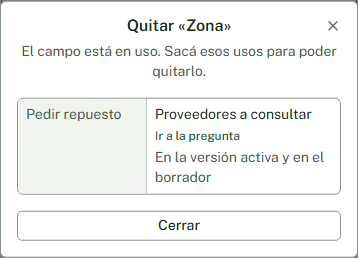 Quitar «Zona»
El campo está en uso. Sacá esos usos para poder
quitarlo.
Pedir repuesto
Proveedores a consultar
Ir a la pregunta
En la versión activa y en el
borrador
Cerrar